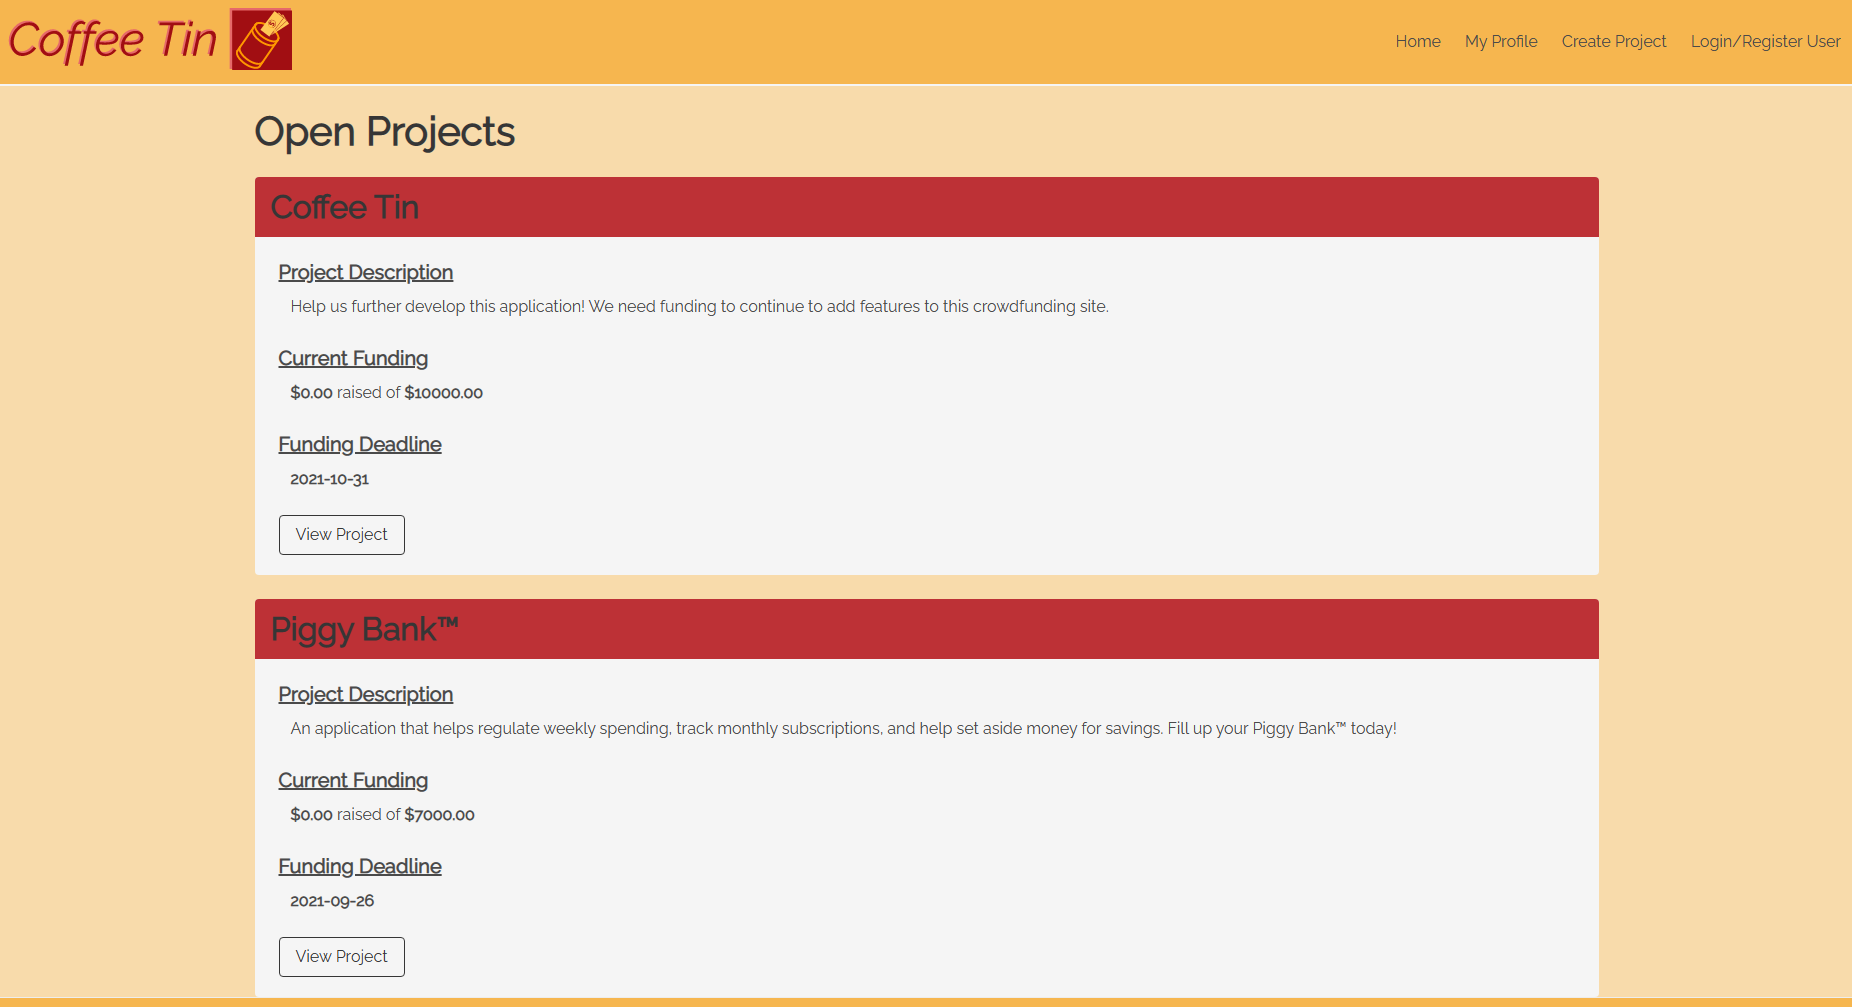 Coffee Tin
Home My Profile Create Project Login/Register User
Open Projects
Coffee Tin
Project Description
Help us further develop this application! We need funding to continue to add features to this crowdfunding site.
Current Funding
$0.00 raised of $10000.00
Funding Deadline
2021-10-31
View Project
Piggy Bank™
Project Description
An application that helps regulate weekly spending, track monthly subscriptions, and help set aside money for savings. Fill up your Piggy Bank™ today!
Current Funding
$0.00 raised of $7000.00
Funding Deadline
2021-09-26
View Project